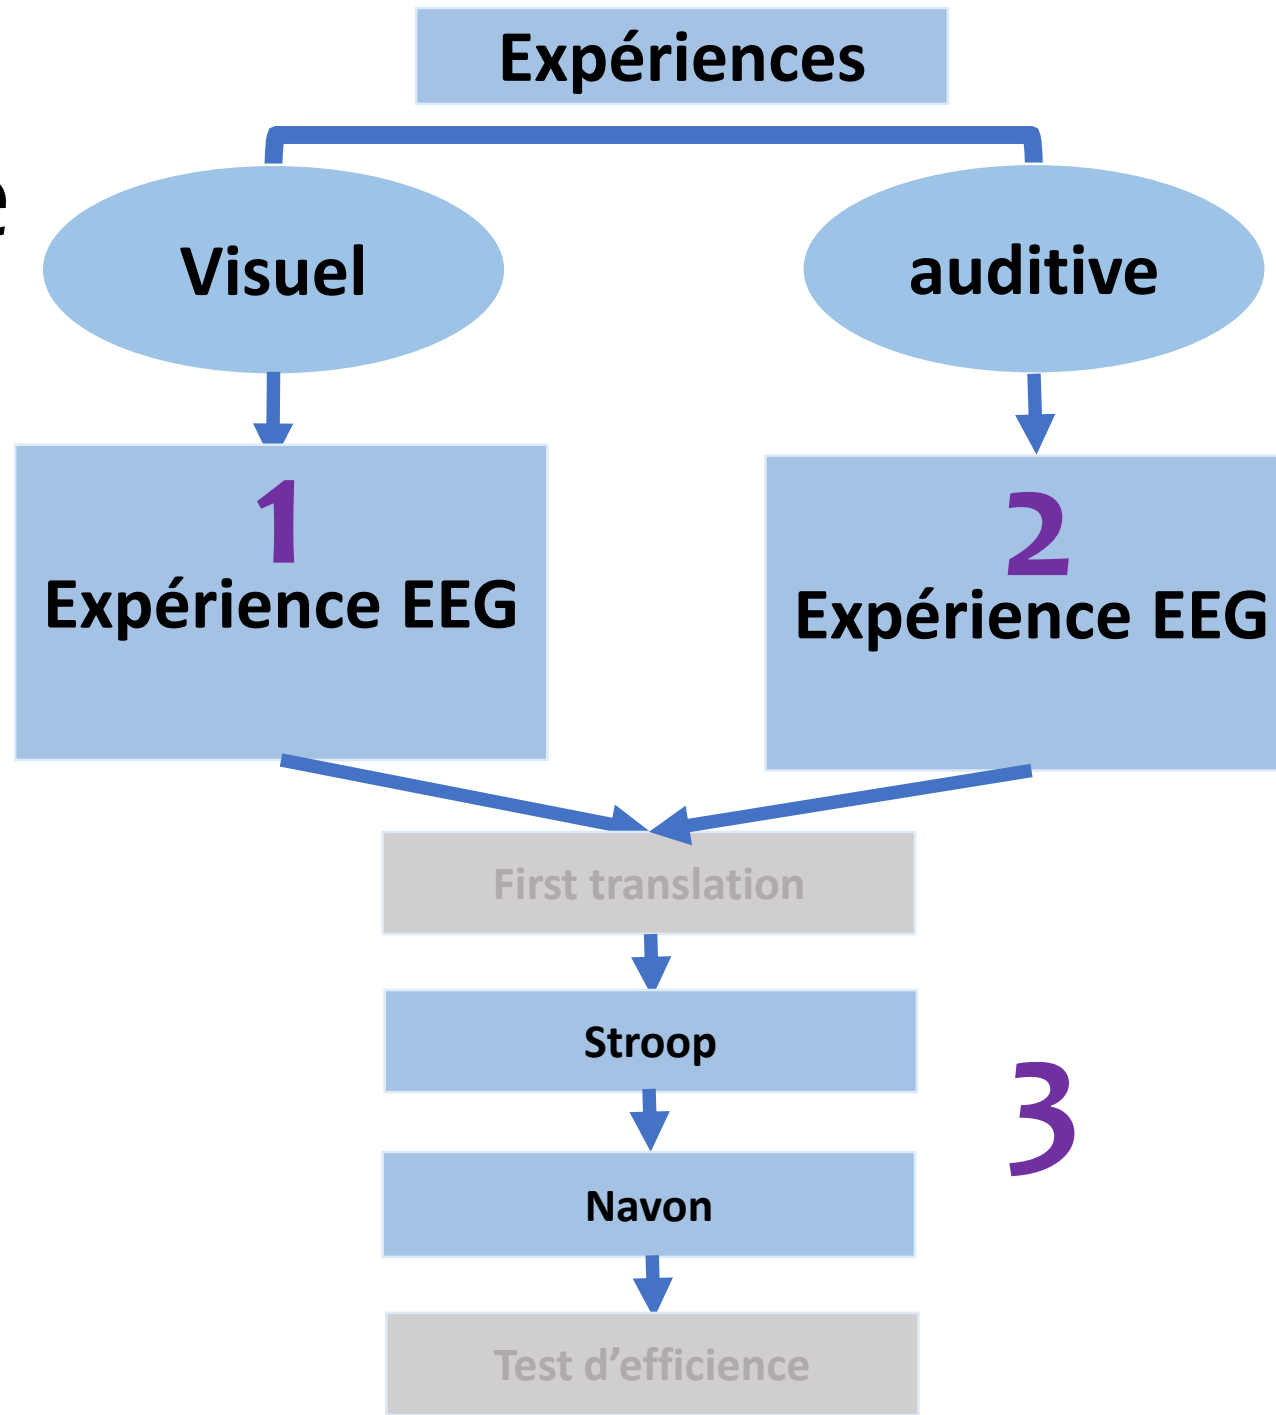 Expériences
e
Visuel
auditive
1
Expérience EEG
2
Expérience EEG
First translation
Stroop
3
Navon
Test d’efficience